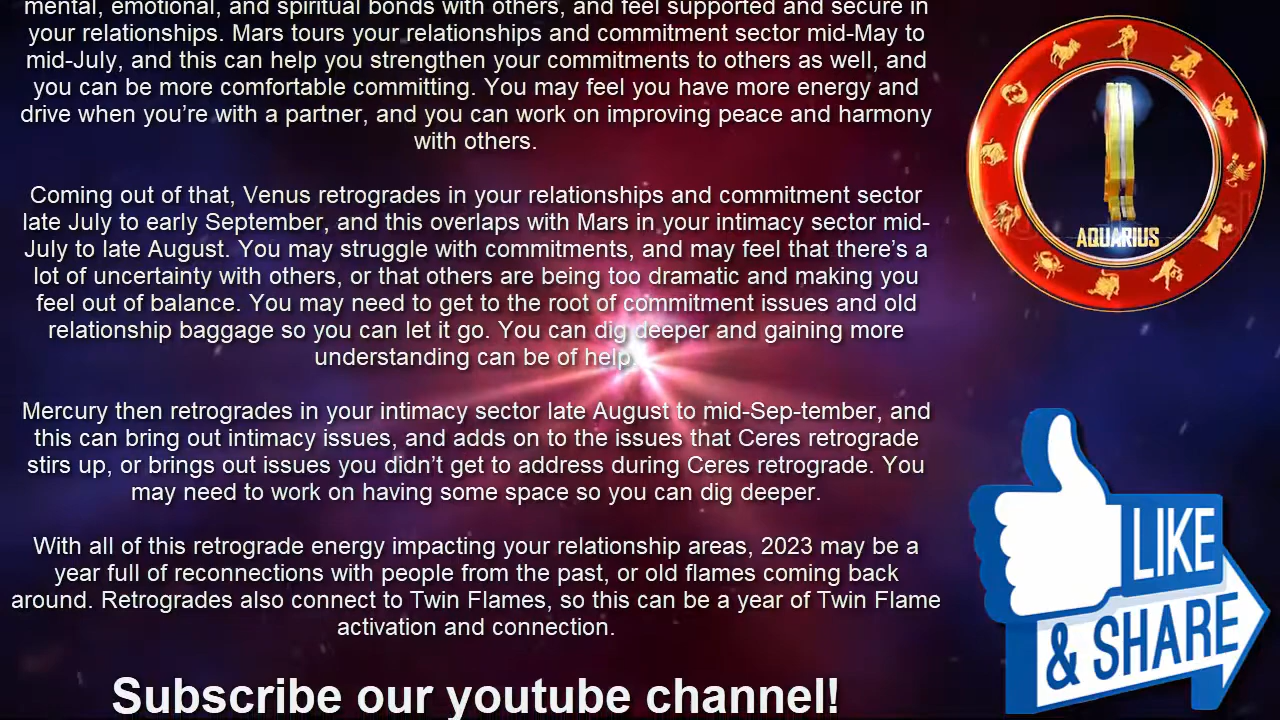 mental, emotional, and spiritual bonds with others, and feel supported and secure in
your relationships. Mars tours your relationships and commitment sector mid-May to
mid-July, and this can help you strengthen your commitments to others as well, and
you can be more comfortable committing. You may feel you have more energy and
drive when you’re with a partner, and you can work on improving peace and harmony
with others.
Coming out of that, Venus retrogrades in your relationships and commitment sector
late July to early September, and this overlaps with Mars in your intimacy sector mid-
July to late August. You may struggle with commitments, and may feel that there’s a
lot of uncertainty with others, or that others are being too dramatic and making you
feel out of balance. You may need to get to the root of commitment issues and old
relationship baggage so you can let it go. You can dig deeper and gaining more
understanding can be of help.
Mercury then retrogrades in your intimacy sector late August to mid-Sep-tember, and
this can bring out intimacy issues, and adds on to the issues that Ceres retrograde
stirs up, or brings out issues you didn’t get to address during Ceres retrograde. You
may need to work on having some space so you can dig deeper.
With all of this retrograde energy impacting your relationship areas, 2023 may be a
year full of reconnections with people from the past, or old flames coming back
around. Retrogrades also connect to Twin Flames, so this can be a year of Twin Flame
activation and connection.
Subscribe our youtube channel!
AQUARIUS
LIKE
& SHARE